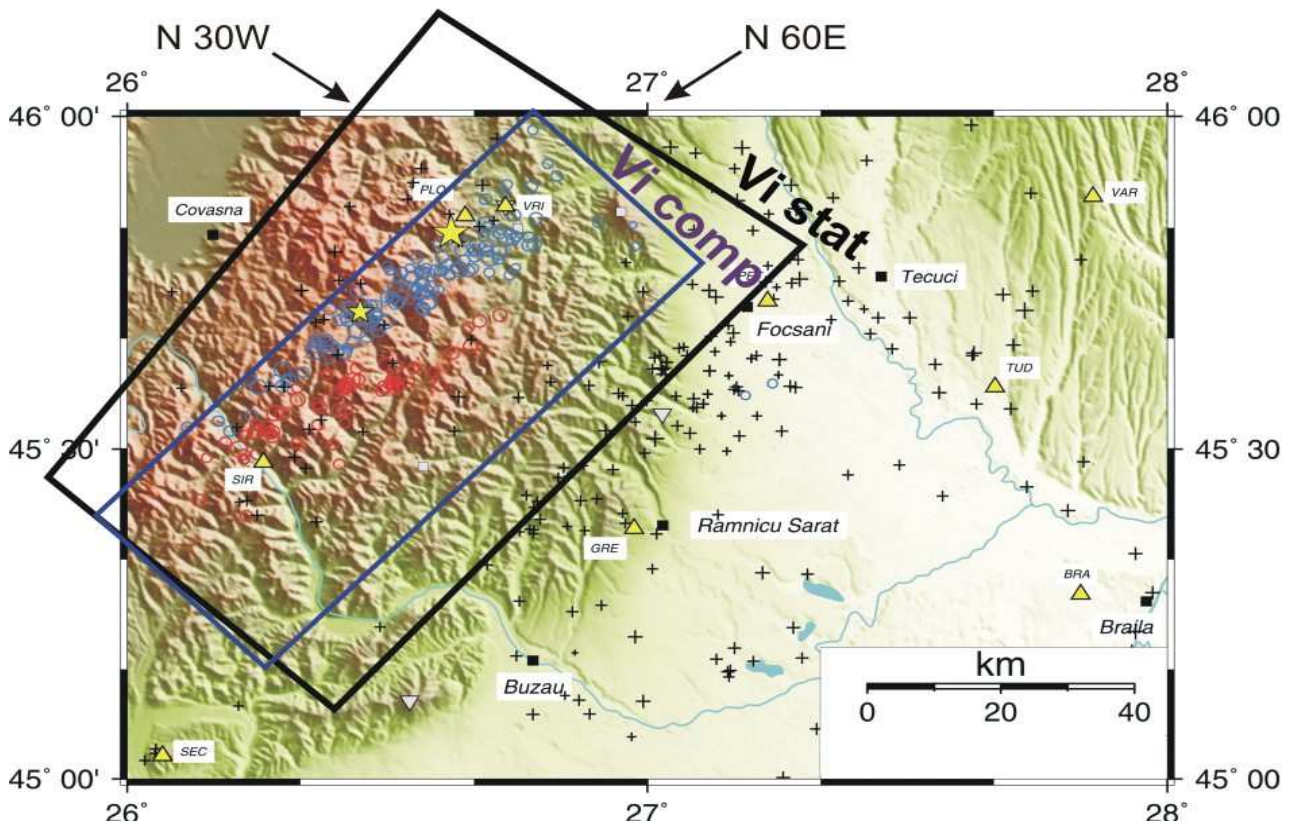 N 30W
N 60E
26°
27°
28°
46° 00'
46° 00
Vi comp
Vi stat
PLO
VRI
VAR
Covasna
Tecuci
Focsani
TUD
45° 30
SIR
Ramnicu Sarat
GRE
BRA
Braila
km
0
20
40
Buzau
SEC
45° 00'
45° 00
26°
27°
28°